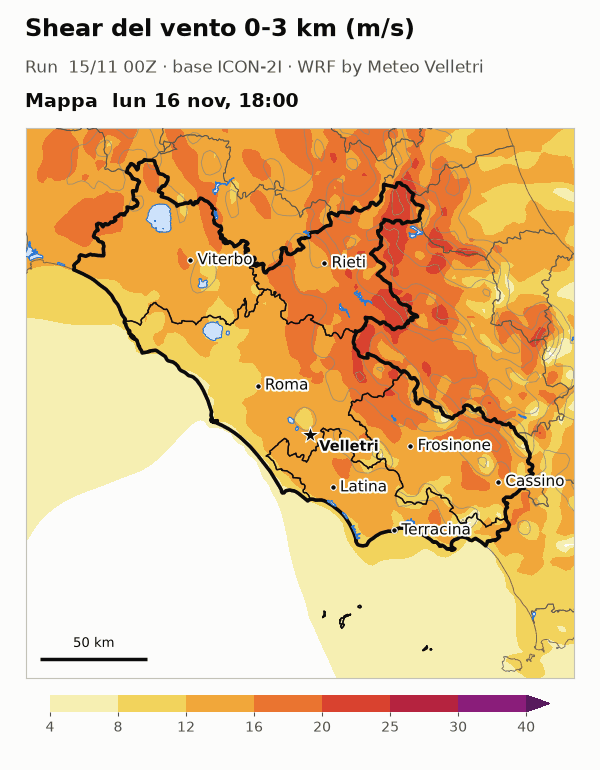 Shear del vento 0-3 km (m/s)
Run  15/11 00Z · base ICON-2I · WRF by Meteo Velletri
Mappa  lun 16 nov, 18:00
Viterbo
Rieti
Roma
Velletri
Frosinone
Latina
Cassino
Terracina
50 km
4 8 12 16 20 25 30 40